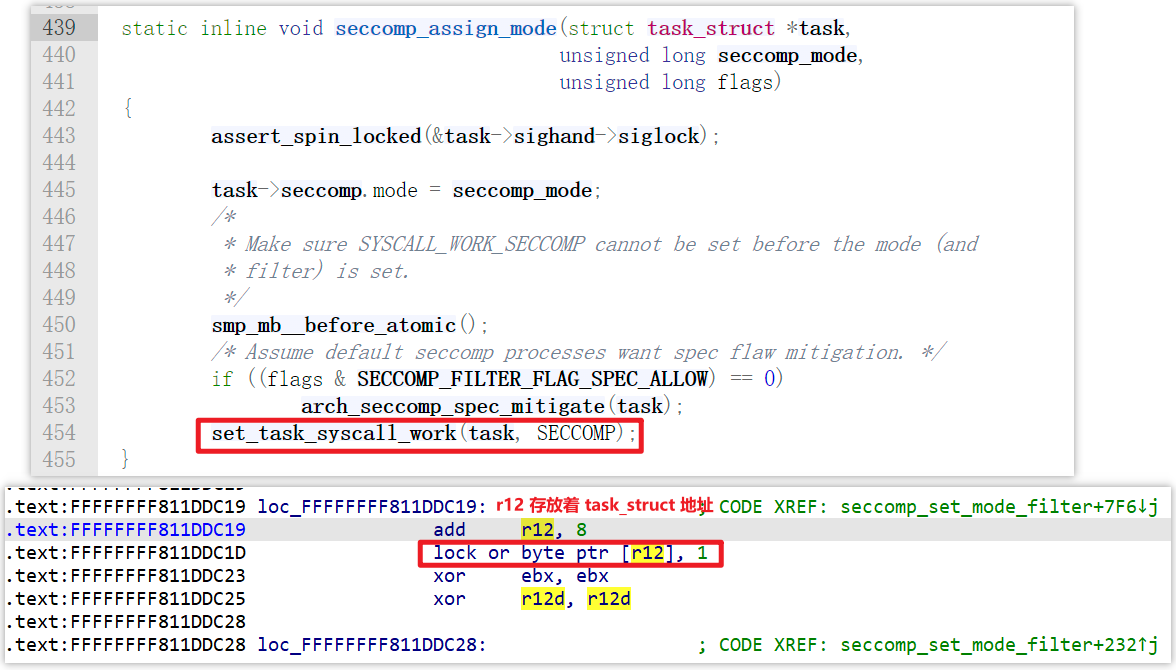 439 static inline void seccomp_assign_mode(struct task_struct *task,
440 unsigned long seccomp_mode,
441 unsigned long flags)
442 {
443 assert_spin_locked(&task->sighand->siglock);
444
445 task->seccomp.mode = seccomp_mode;
446 /*
447 * Make sure SYSCALL_WORK_SECCOMP cannot be set before the mode (and
448 * filter) is set.
449 */
450 smp_mb__before_atomic();
451 /* Assume default seccomp processes want spec flaw mitigation. */
452 if ((flags & SECCOMP_FILTER_FLAG_SPEC_ALLOW) == 0)
453 arch_seccomp_spec_mitigate(task);
454 set_task_syscall_work(task, SECCOMP);
455 }
.text:FFFFFFFF811DDC19 loc_FFFFFFFF811DDC19: r12 存放着 task_struct 地址 ; CODE XREF: seccomp_set_mode_filter+7F6↓j
.text:FFFFFFFF811DDC19 add r12, 8
.text:FFFFFFFF811DDC1D lock or byte ptr [r12], 1
.text:FFFFFFFF811DDC23 xor ebx, ebx
.text:FFFFFFFF811DDC25 xor r12d, r12d
.text:FFFFFFFF811DDC28
.text:FFFFFFFF811DDC28 loc_FFFFFFFF811DDC28: ; CODE XREF: seccomp_set_mode_filter+232↑j